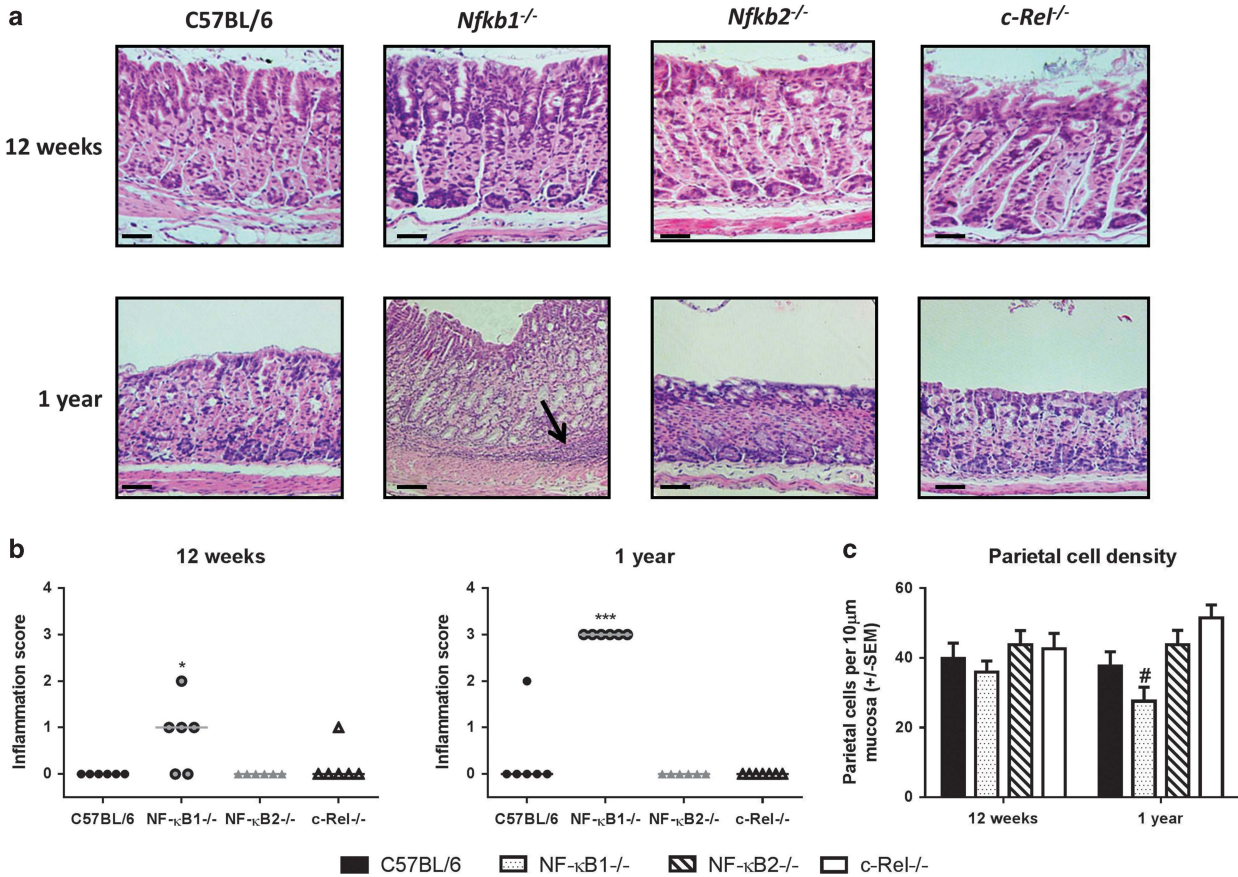 a
C57BL/6 Nfkb1-/- Nfkb2-/- c-Rel-/-
12 weeks
1 year
b
12 weeks
Inflammation score
4
3
2
1
0
*
C57BL/6 NF-κB1-/- NF-κB2-/- c-Rel-/-
1 year
Inflammation score
4
3
2
1
0
***
C57BL/6 NF-κB1-/- NF-κB2-/- c-Rel-/-
c
Parietal cell density
Parietal cells per 10μm
mucosa (+/-SEM)
60
40
20
0
#
12 weeks 1 year
C57BL/6 NF-κB1-/- NF-κB2-/- c-Rel-/-